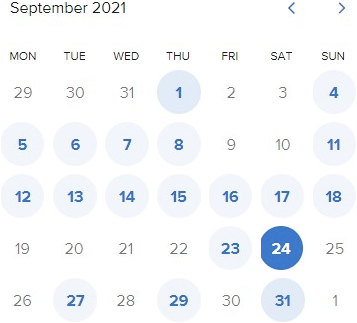 September 2021
MON TUE WED THU FRI SAT SUN
29 30 31 1 2 3 4
5 6 7 8 9 10 11
12 13 14 15 16 17 18
19 20 21 22 23 24 25
26 27 28 29 30 31 1